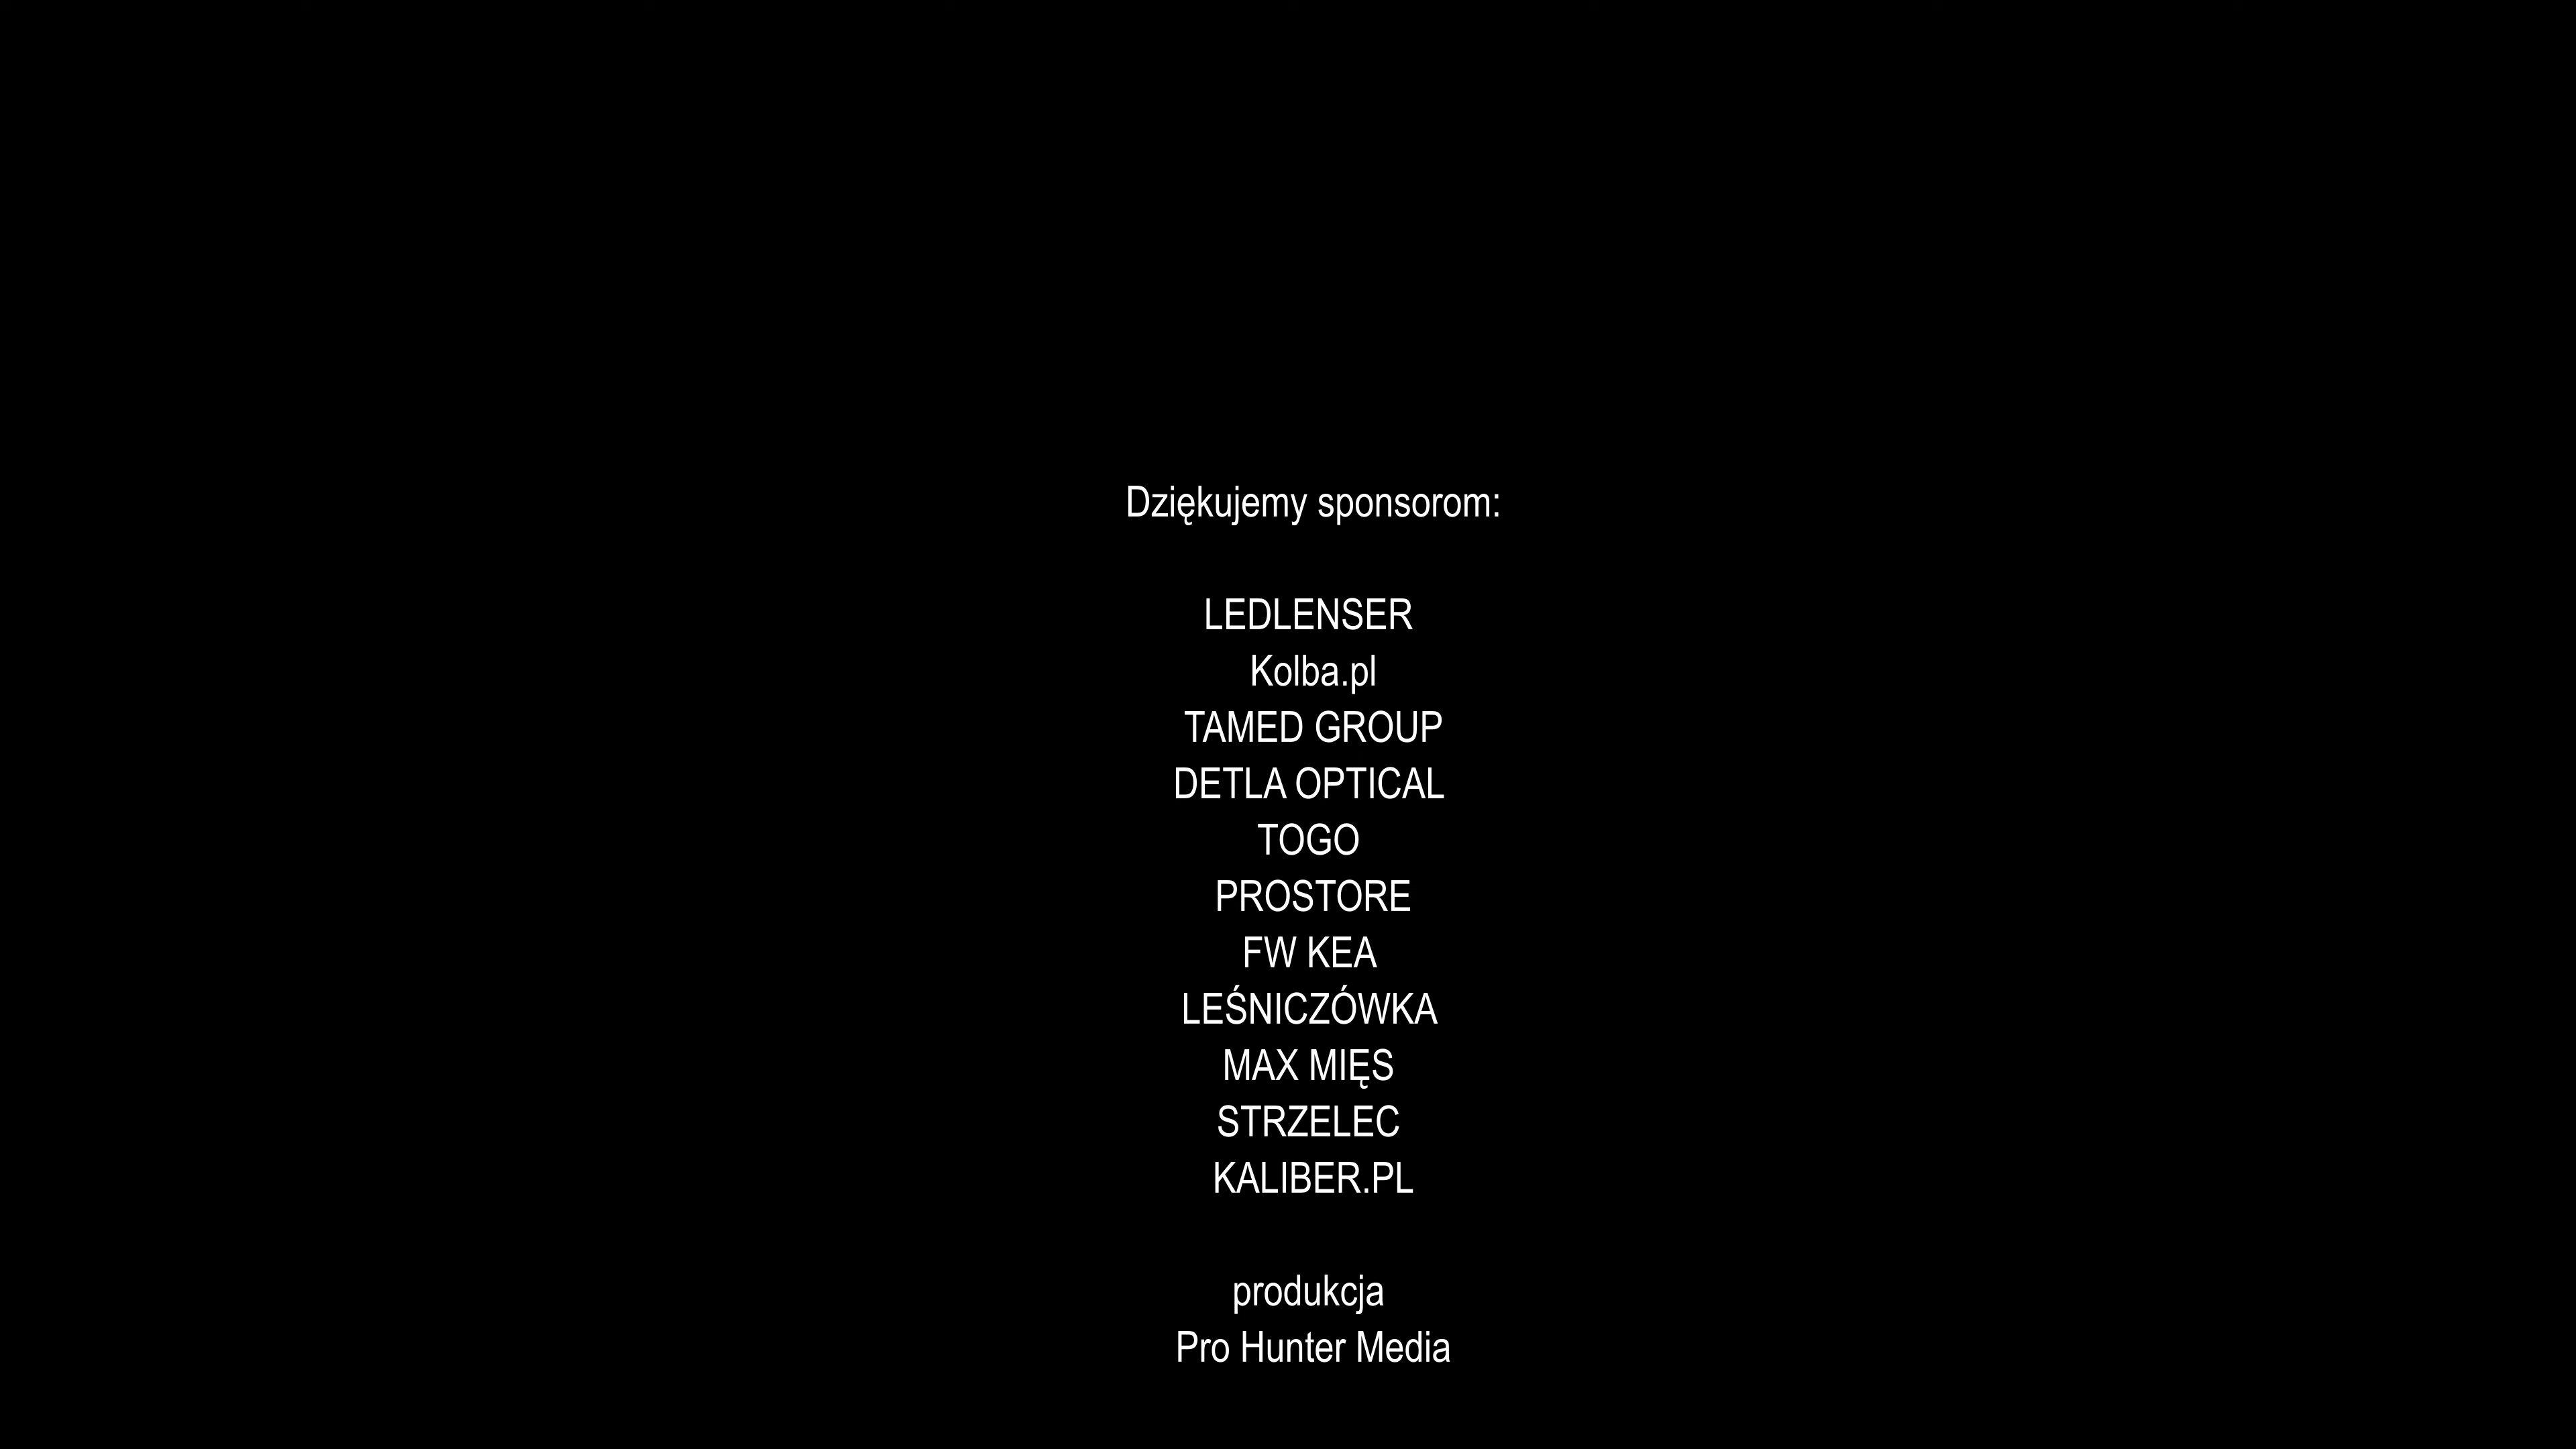 Dziękujemy sponsorom:
LEDLENSER
Kolba.pl
TAMED GROUP
DETLA OPTICAL
TOGO
PROSTORE
FW KEA
LEŚNICZÓWKA
MAX MIĘS
STRZELEC
KALIBER.PL
produkcja
Pro Hunter Media